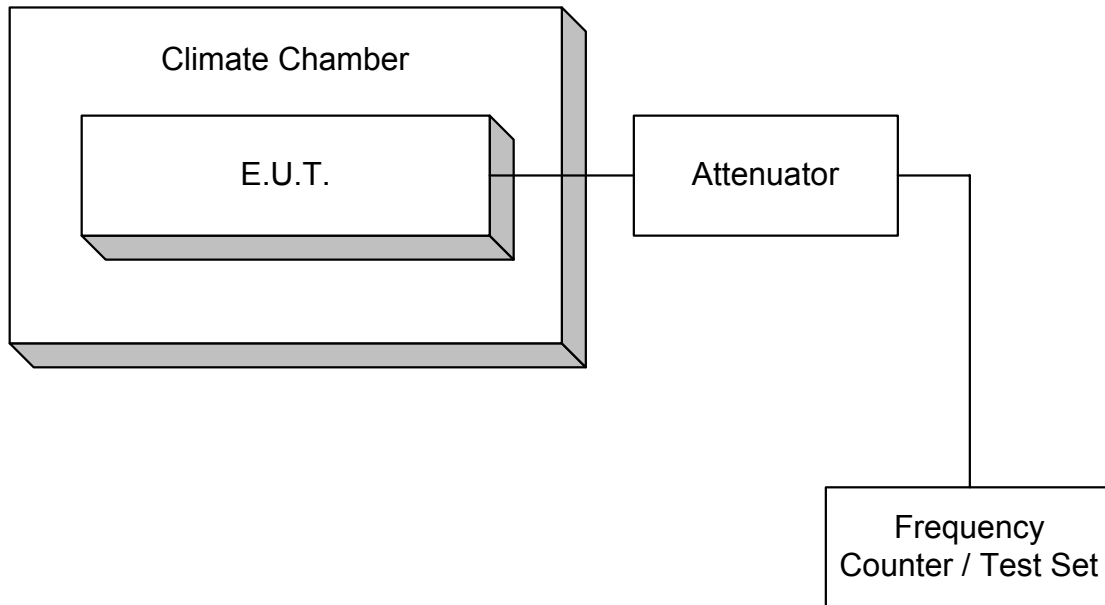 Climate Chamber
E.U.T.
Attenuator
Frequency
Counter / Test Set